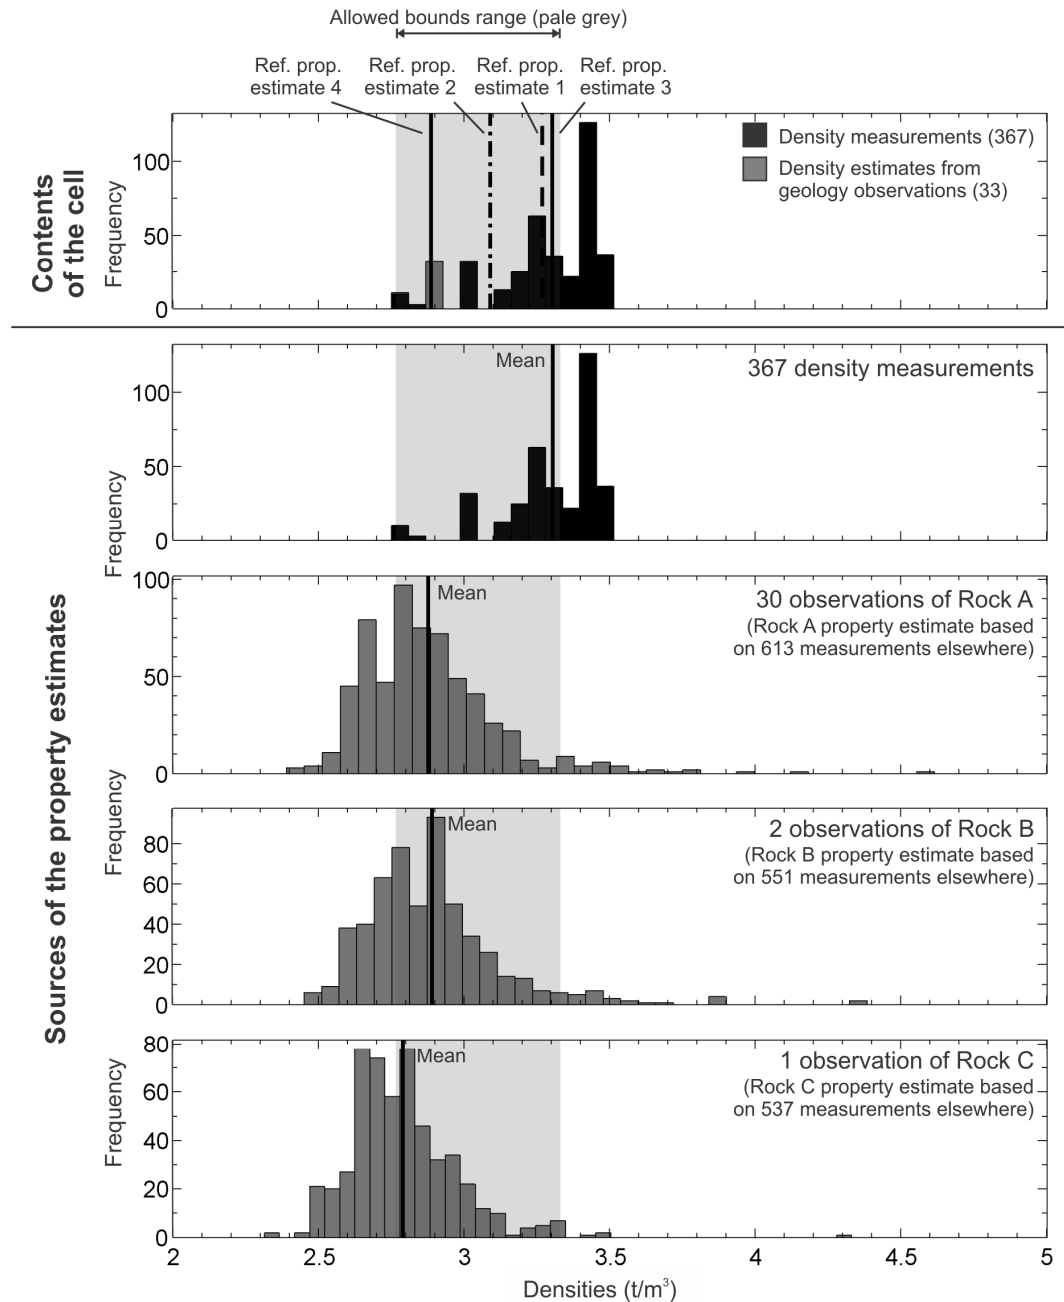 Allowed bounds range (pale grey)
Ref. prop.
estimate 4
Ref. prop.
estimate 2
Ref. prop.
estimate 1
Ref. prop.
estimate 3
Contents
of the cell
Frequency
100
50
0
Density measurements (367)
Density estimates from
geology observations (33)
Sources of the property estimates
Frequency
100
50
0
Mean
367 density measurements
Frequency
100
50
0
Mean
30 observations of Rock A
(Rock A property estimate based
on 613 measurements elsewhere)
Frequency
80
60
40
20
0
Mean
2 observations of Rock B
(Rock B property estimate based
on 551 measurements elsewhere)
Frequency
80
60
40
20
0
Mean
1 observation of Rock C
(Rock C property estimate based
on 537 measurements elsewhere)
2 2.5 3 3.5 4 4.5 5
Densities (t/m³)